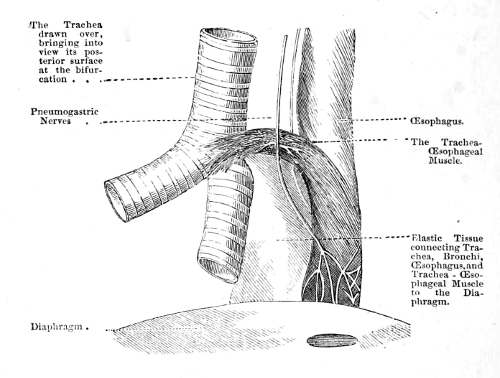 The Trachea
drawn over,
bringing into
view its pos-
terior surface
at the bifur-
cation . . .
Pneumogastric
Nerves .
Œsophagus.
The Trachea-
Œsophageal
Muscle.
Elastic Tissue
connecting Tra-
chea, Bronchi,
Œsophagus, and
Trachea - Œso-
phageal Muscle
to the Dia-
phragm.
Diaphragm .